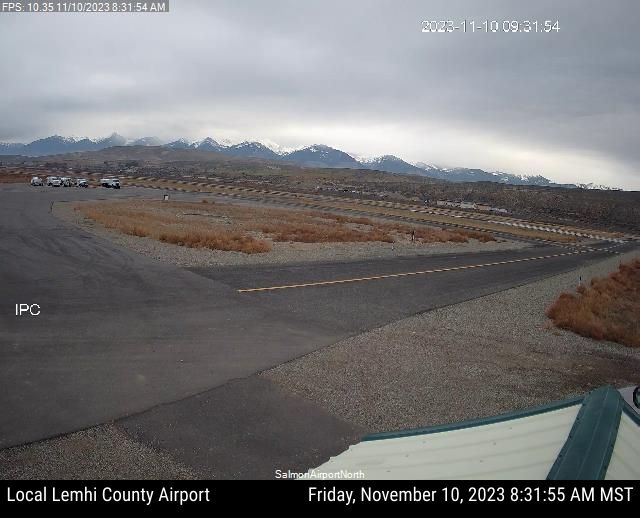 FPS: 10.35 11/10/2023 8:31:54 AM
2023-11-10 09:31:54
IPC
SalmonAirportNorth
Local Lemhi County Airport
Friday, November 10, 2023 8:31:55 AM MST